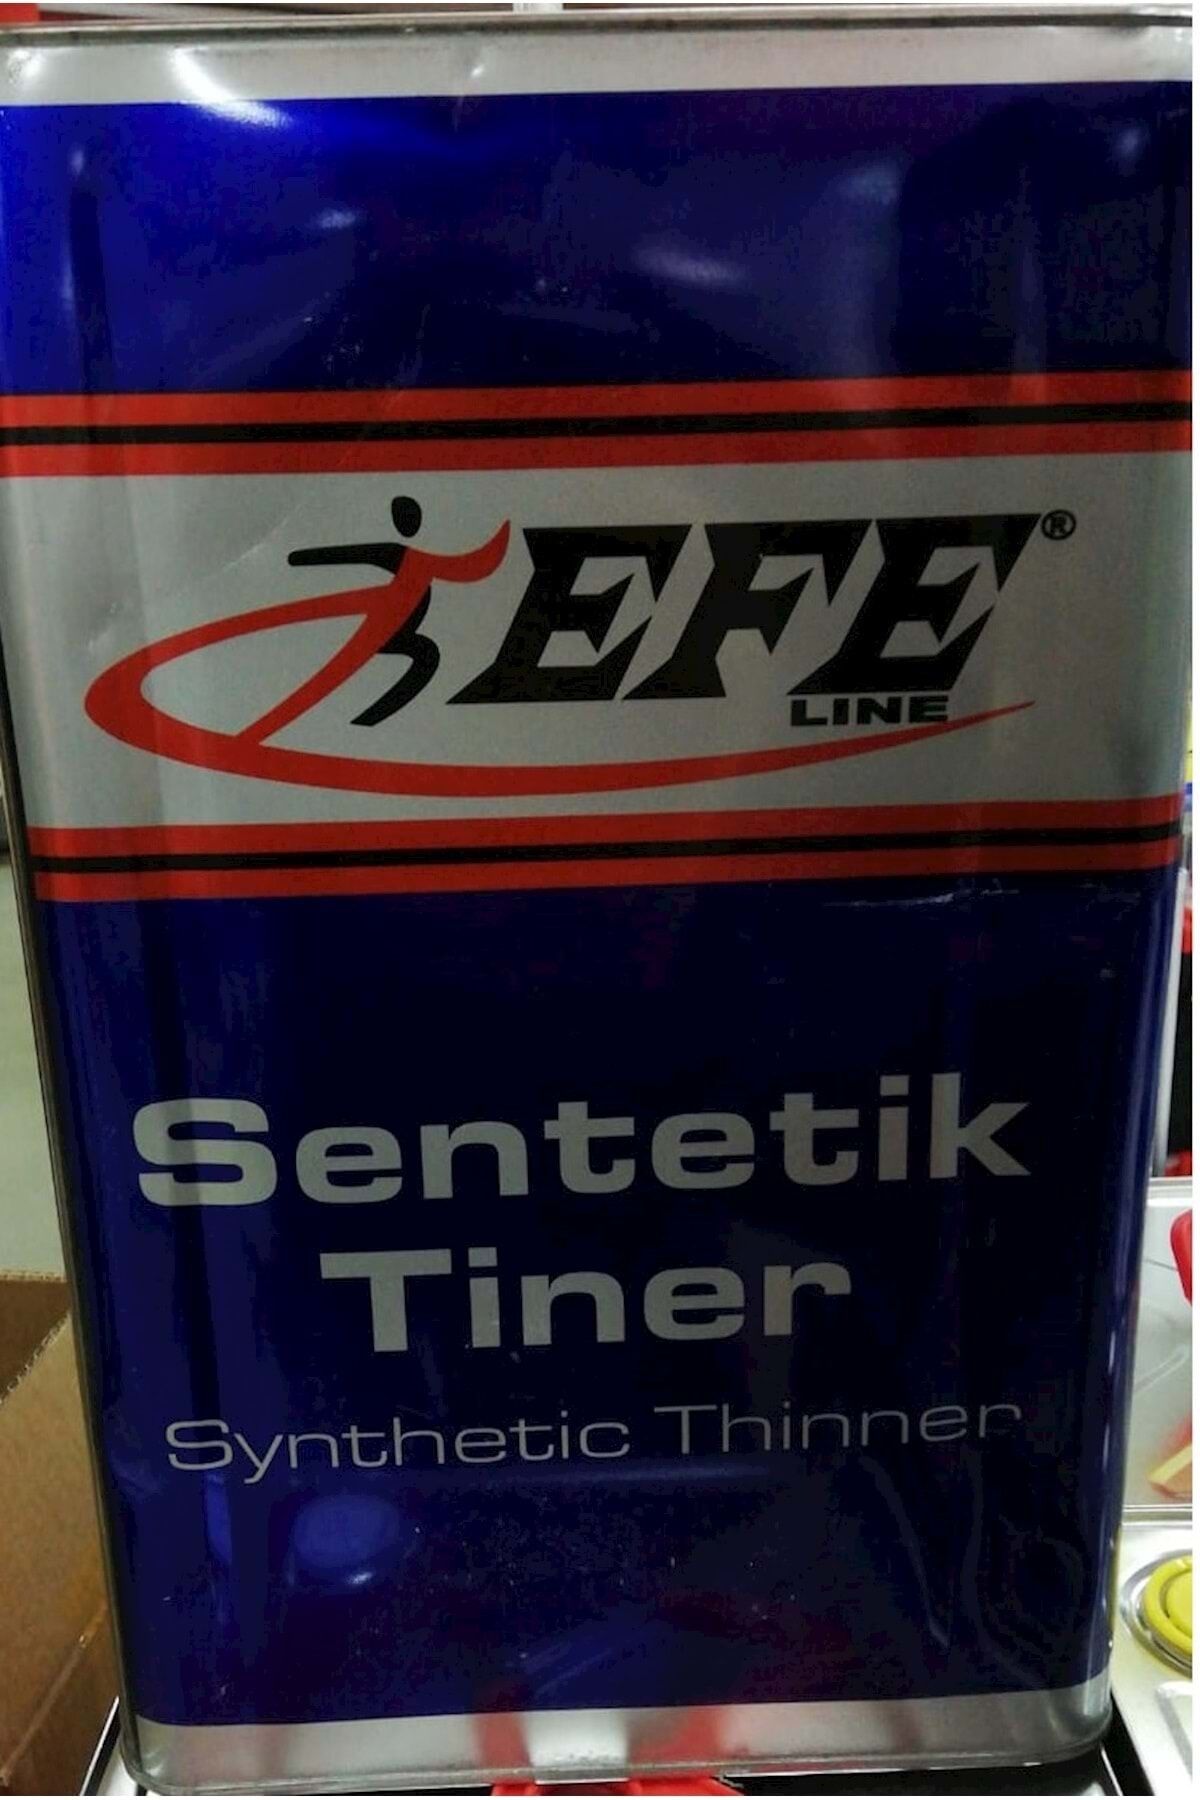 EFE®
LINE
Sentetik
Tiner
Synthetic Thinner